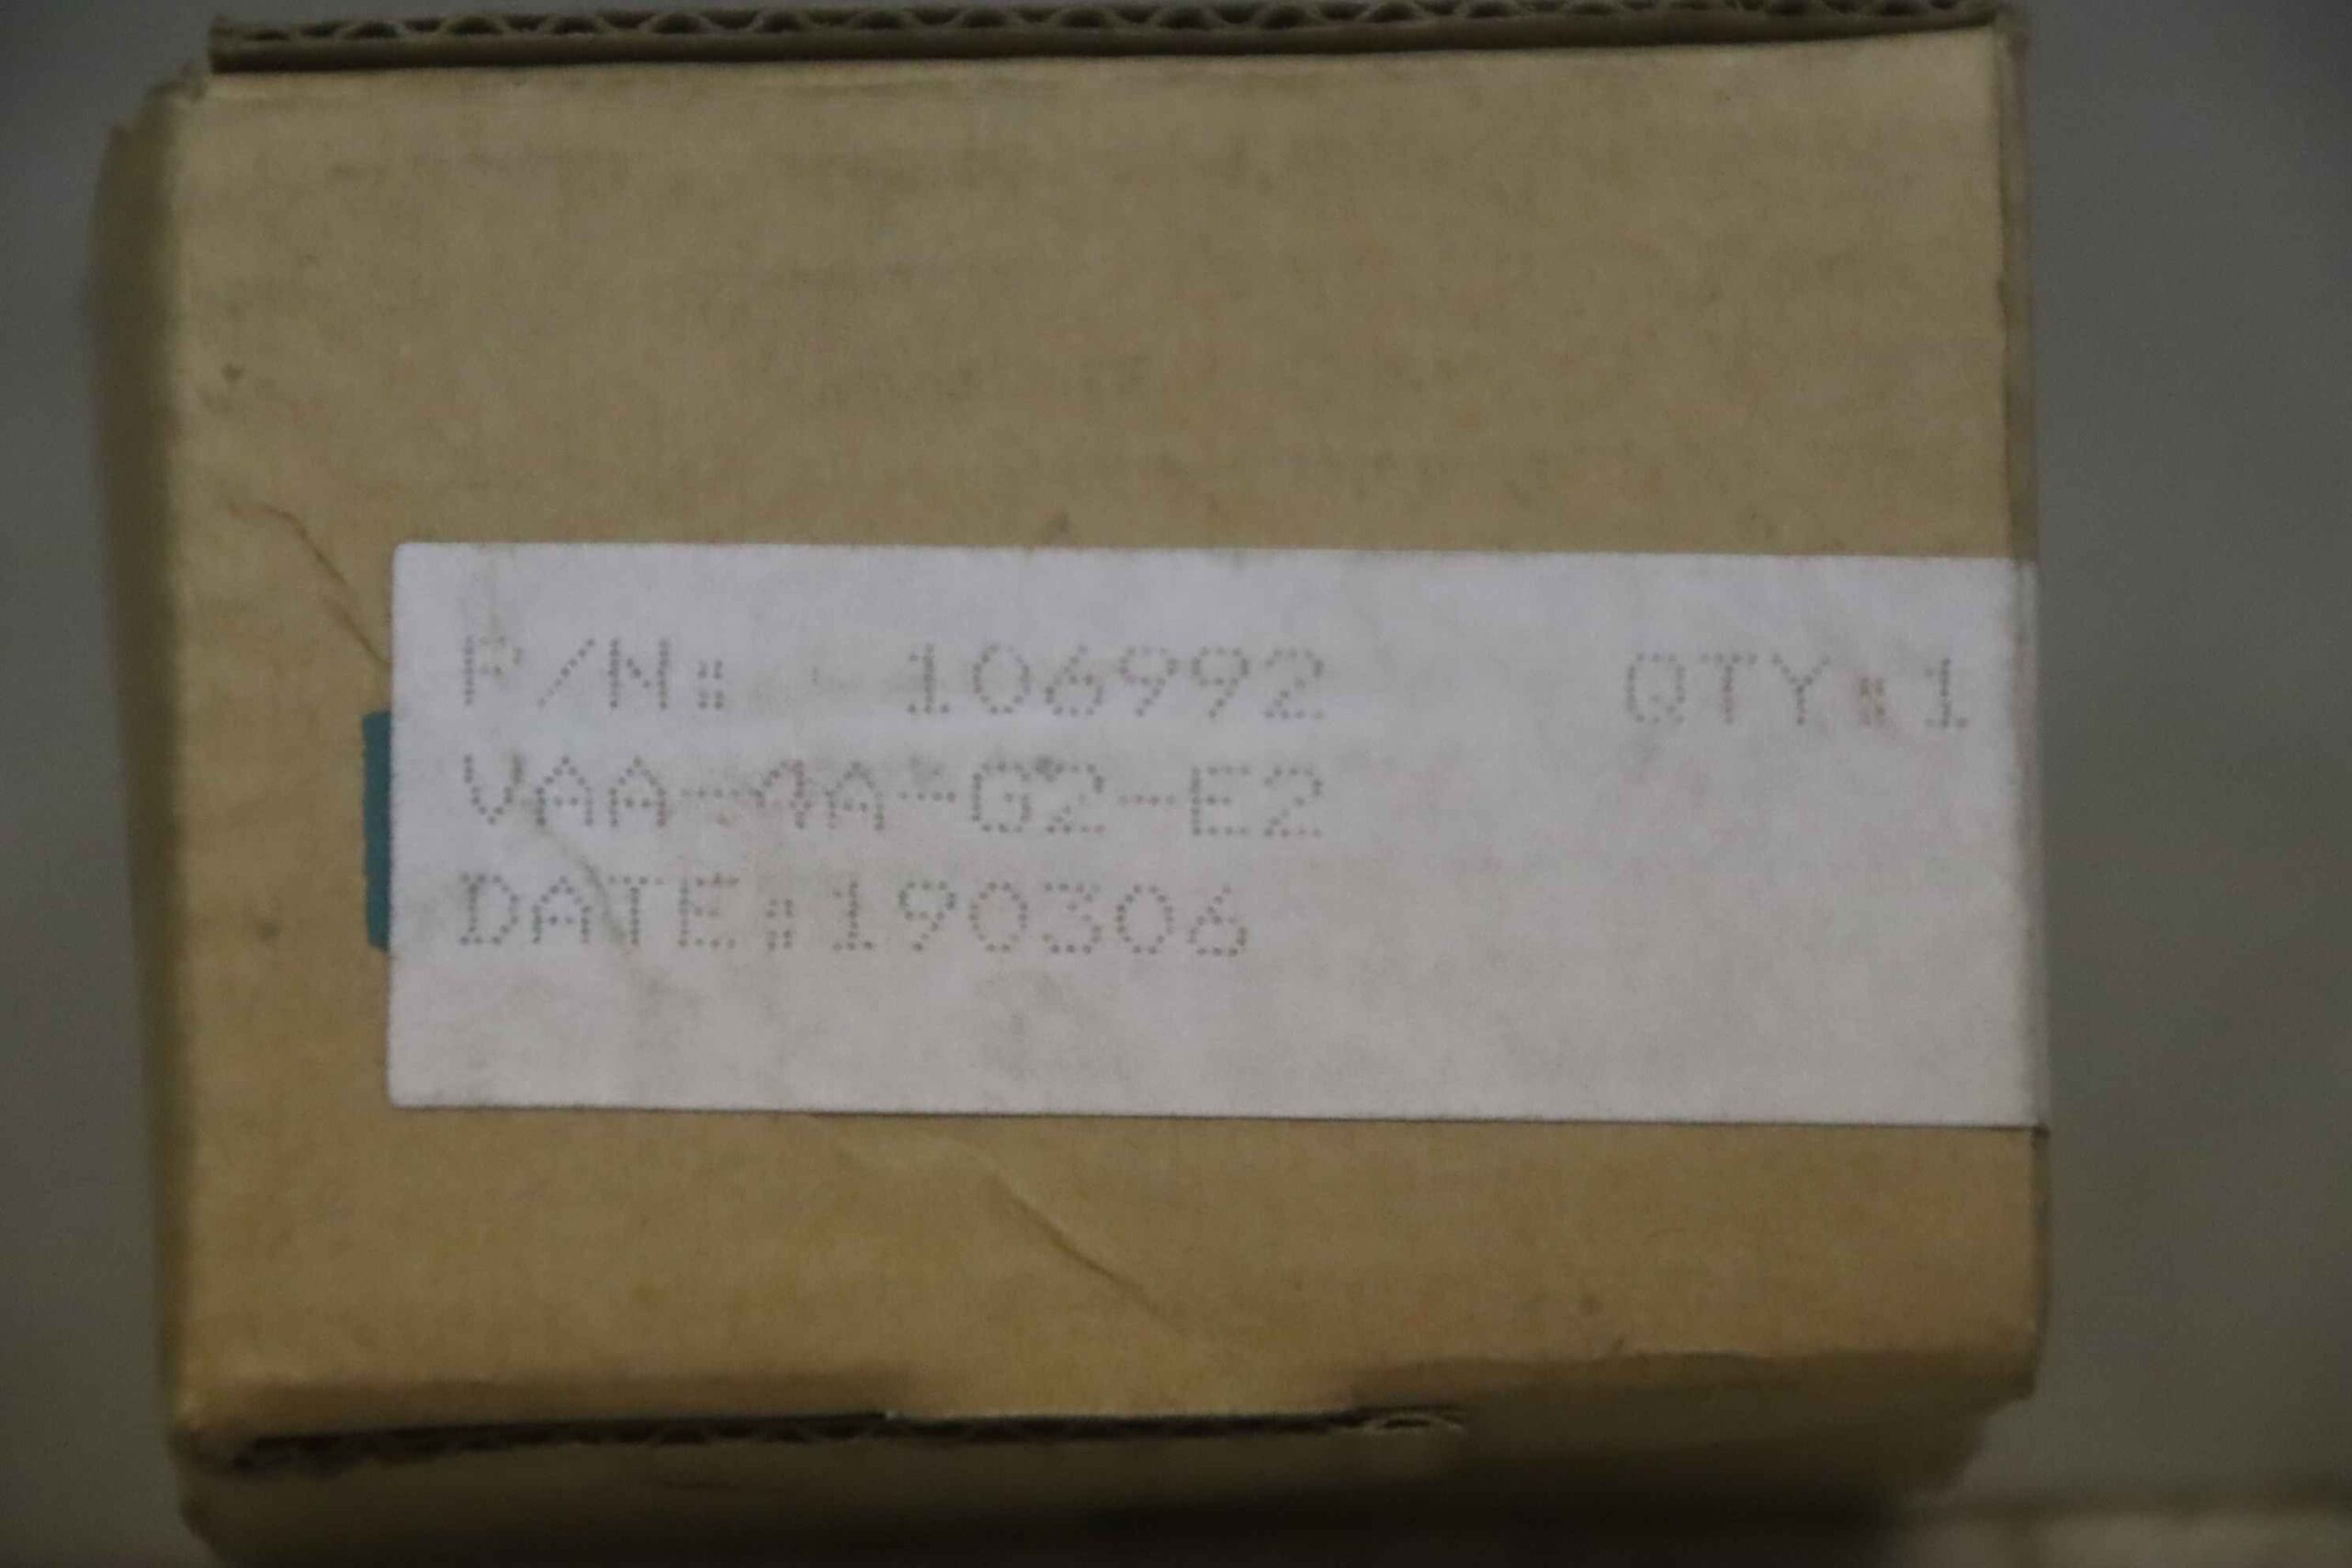 P/N: 106992 QTY:1
VAA-4A-G2-E2
DATE:190306